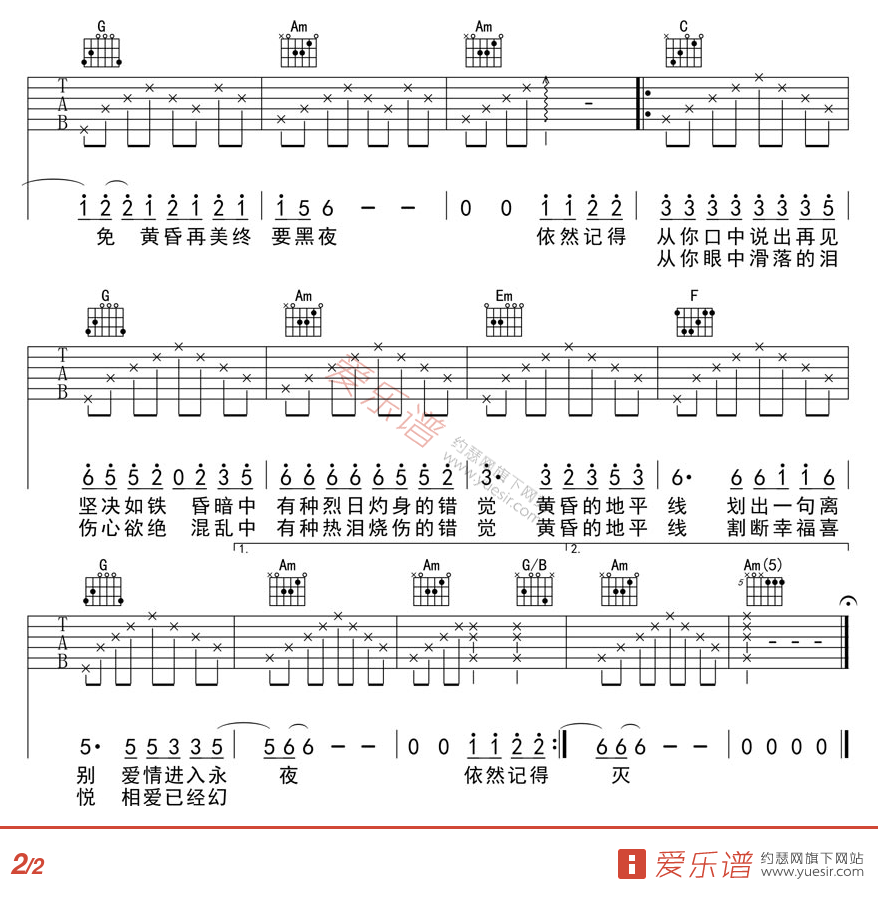 G Am Am C
TAB
1 2 2 1 2 1 2 1 1 5 6 － － 0 0 1 1 2 2 3 3 3 3 3 3 3 5
免 黄昏再美终 要黑夜 依然记得 从你口中说出再见
从你眼中滑落的泪
G Am Em F
TAB
6 5 5 2 0 2 3 5 6 6 6 6 6 5 5 2 3· 3 2 3 5 3 6· 6 6 1 1 6
坚决如铁 昏暗中 有种烈日灼身的错 觉 黄昏的地平 线 划出一句离
伤心欲绝 混乱中 有种热泪烧伤的错 觉 黄昏的地平 线 割断幸福喜
1. 2.
G Am Am G/B Am Am(5)
5
TAB
5· 5 5 3 3 5 5 6 6 － － 0 0 1 1 2 2 6 6 6 － － 0 0 0 0
别 爱情进入永 夜 依然记得 灭
悦 相爱已经幻
爱乐谱
约瑟网旗下网站
www.yuesir.com
2/2
爱乐谱 约瑟网旗下网站
www.yuesir.com